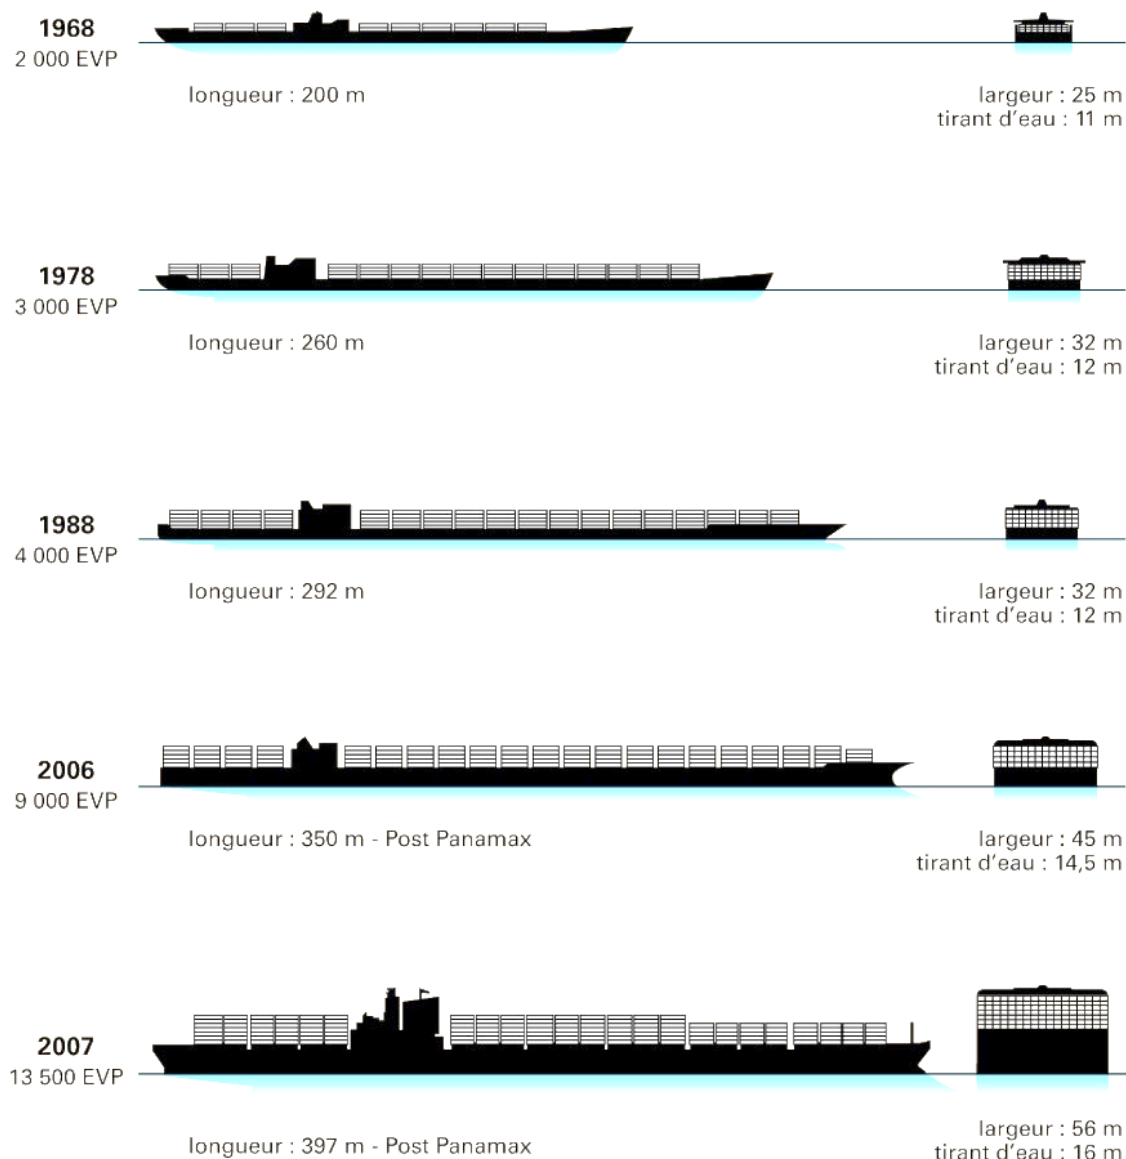 1968
2 000 EVP
longueur : 200 m
largeur : 25 m
tirant d’eau : 11 m
1978
3 000 EVP
longueur : 260 m
largeur : 32 m
tirant d’eau : 12 m
1988
4 000 EVP
longueur : 292 m
largeur : 32 m
tirant d’eau : 12 m
2006
9 000 EVP
longueur : 350 m - Post Panamax
largeur : 45 m
tirant d’eau : 14,5 m
2007
13 500 EVP
longueur : 397 m - Post Panamax
largeur : 56 m
tirant d’eau : 16 m